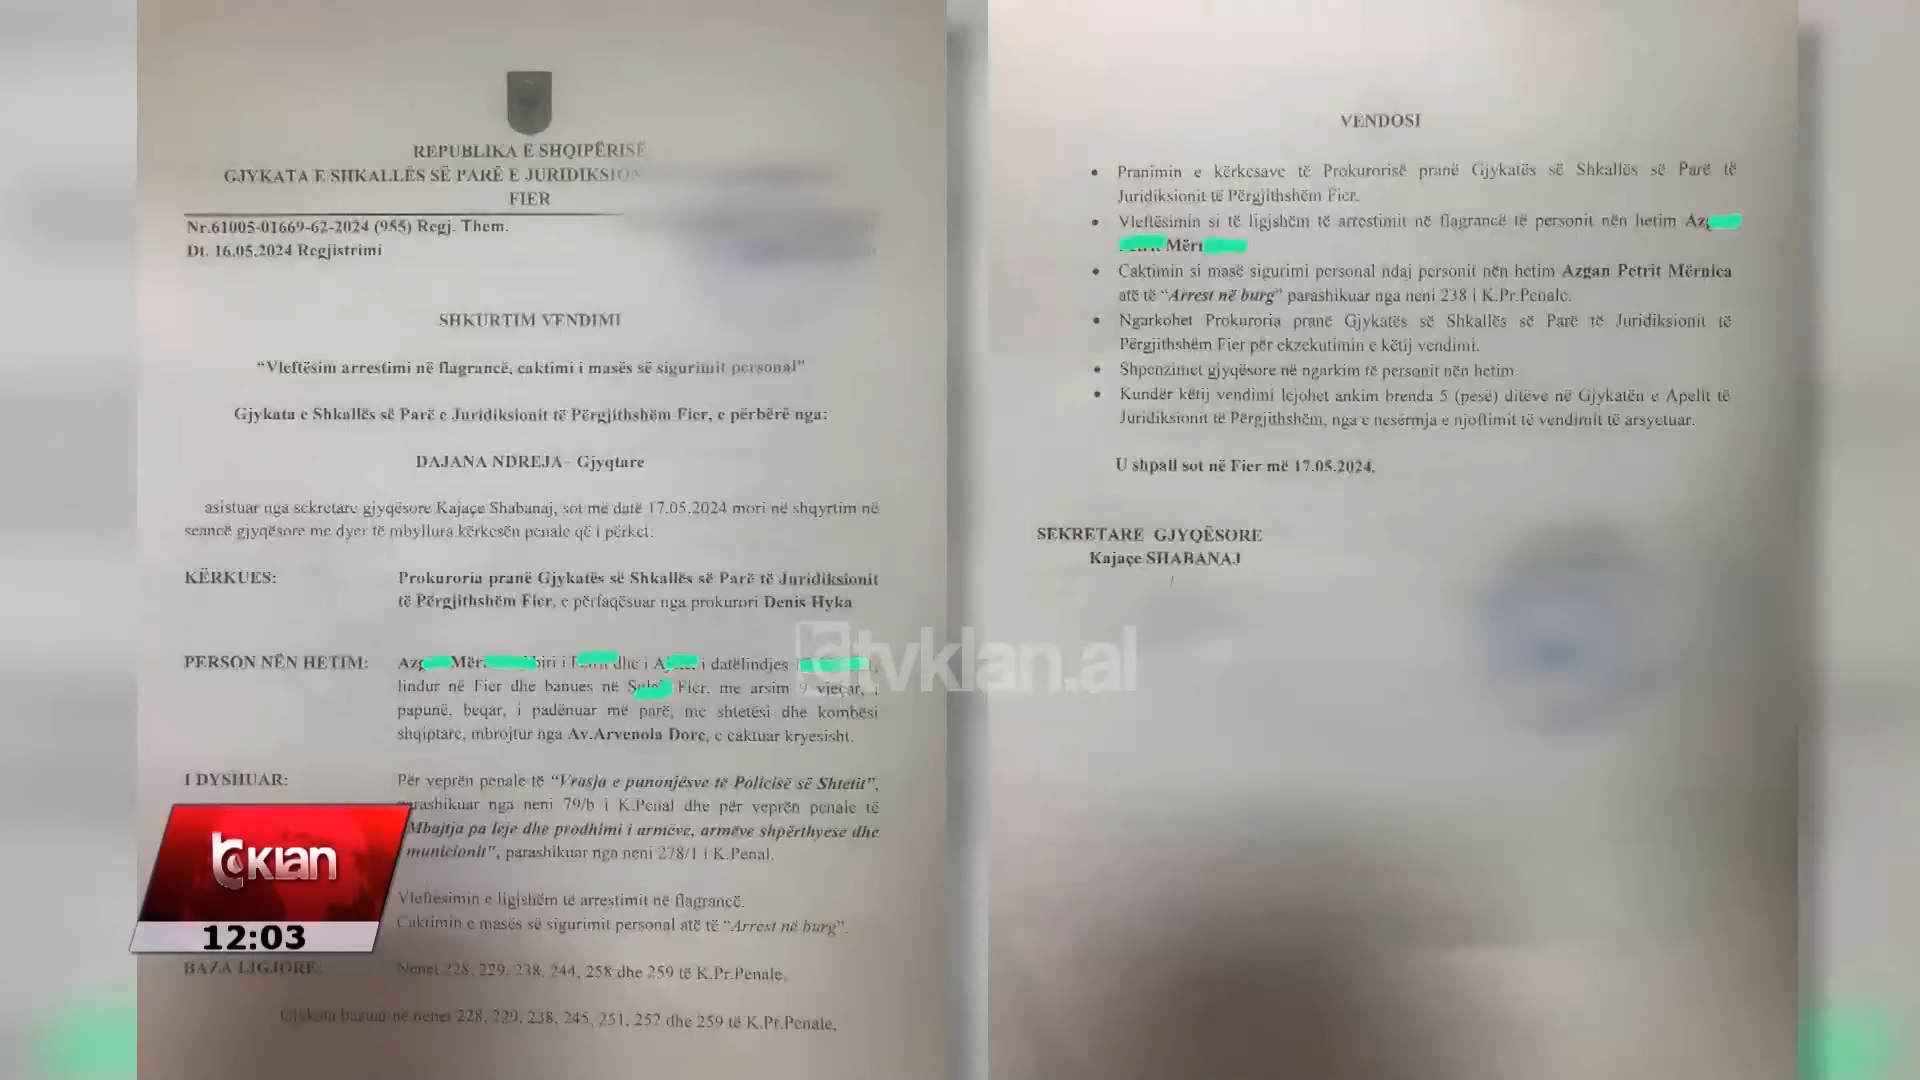 REPUBLIKA E SHQIPËRISË
GJYKATA E SHKALLËS SË PARË E JURIDIKSION
FIER
Nr.61005-01669-62-2024 (955) Regj. Them.
Dt. 16.05.2024 Regjistrimi
SHKURTIM VENDIMI
“Vleftësim arrestimi në flagrancë, caktimi i masës së sigurimit personal”
Gjykata e Shkallës së Parë e Juridiksionit të Përgjithshëm Fier, e përbërë nga:
DAJANA NDREJA– Gjyqtare
asistuar nga sekretare gjyqësore Kajaçe Shabanaj, sot më datë 17.05.2024 mori në shqyrtim në
seancë gjyqësore me dyer të mbyllura kërkesën penale që i përket:
KËRKUES: Prokuroria pranë Gjykatës së Shkallës së Parë të Juridiksionit
të Përgjithshëm Fier, e përfaqësuar nga prokurori Denis Hyka
PERSON NËN HETIM: Azg Mër biri i dhe i A i datëlindjes
lindur në Fier dhe banues në Fier, me arsim 9 vjeçar, i
papunë, beqar, i padënuar më parë, me shtetësi dhe kombësi
shqiptare, mbrojtur nga Av.Arvenola Dore, e caktuar kryesisht.
I DYSHUAR: Për veprën penale të “Vrasja e punonjësve të Policisë së Shtetit”,
parashikuar nga neni 79/b i K.Penal dhe për veprën penale të
Mbajtja pa leje dhe prodhimi i armëve, armëve shpërthyese dhe
municionit”, parashikuar nga neni 278/1 i K.Penal.
Vleftësimin e ligjshëm të arrestimit në flagrancë.
Caktimin e masës së sigurimit personal atë të “Arrest në burg”.
BAZA LIGJORE: Nenet 228, 229, 238, 244, 258 dhe 259 të K.Pr.Penale,
Gjykata bazuar në nenet 228, 229, 238, 245, 251, 252 dhe 259 të K.Pr.Penale,
tv klan
12:03
VENDOSI
• Pranimin e kërkesave të Prokurorisë pranë Gjykatës së Shkallës së Parë të
Juridiksionit të Përgjithshëm Fier.
• Vleftësimin si të ligjshëm të arrestimit në flagrancë të personit nën hetim Azg
Mërn
• Caktimin si masë sigurimi personal ndaj personit nën hetim Azgan Petrit Mërnica
atë të “Arrest në burg” parashikuar nga neni 238 i K.Pr.Penale.
• Ngarkohet Prokuroria pranë Gjykatës së Shkallës së Parë të Juridiksionit të
Përgjithshëm Fier për ekzekutimin e këtij vendimi.
• Shpenzimet gjyqësore në ngarkim të personit nën hetim.
• Kundër këtij vendimi lejohet ankim brenda 5 (pesë) ditëve në Gjykatën e Apelit të
Juridiksionit të Përgjithshëm, nga e nesërmja e njoftimit të vendimit të arsyetuar.
U shpall sot në Fier më 17.05.2024.
SEKRETARE GJYQËSORE
Kajaçe SHABANAJ
tvklan.al